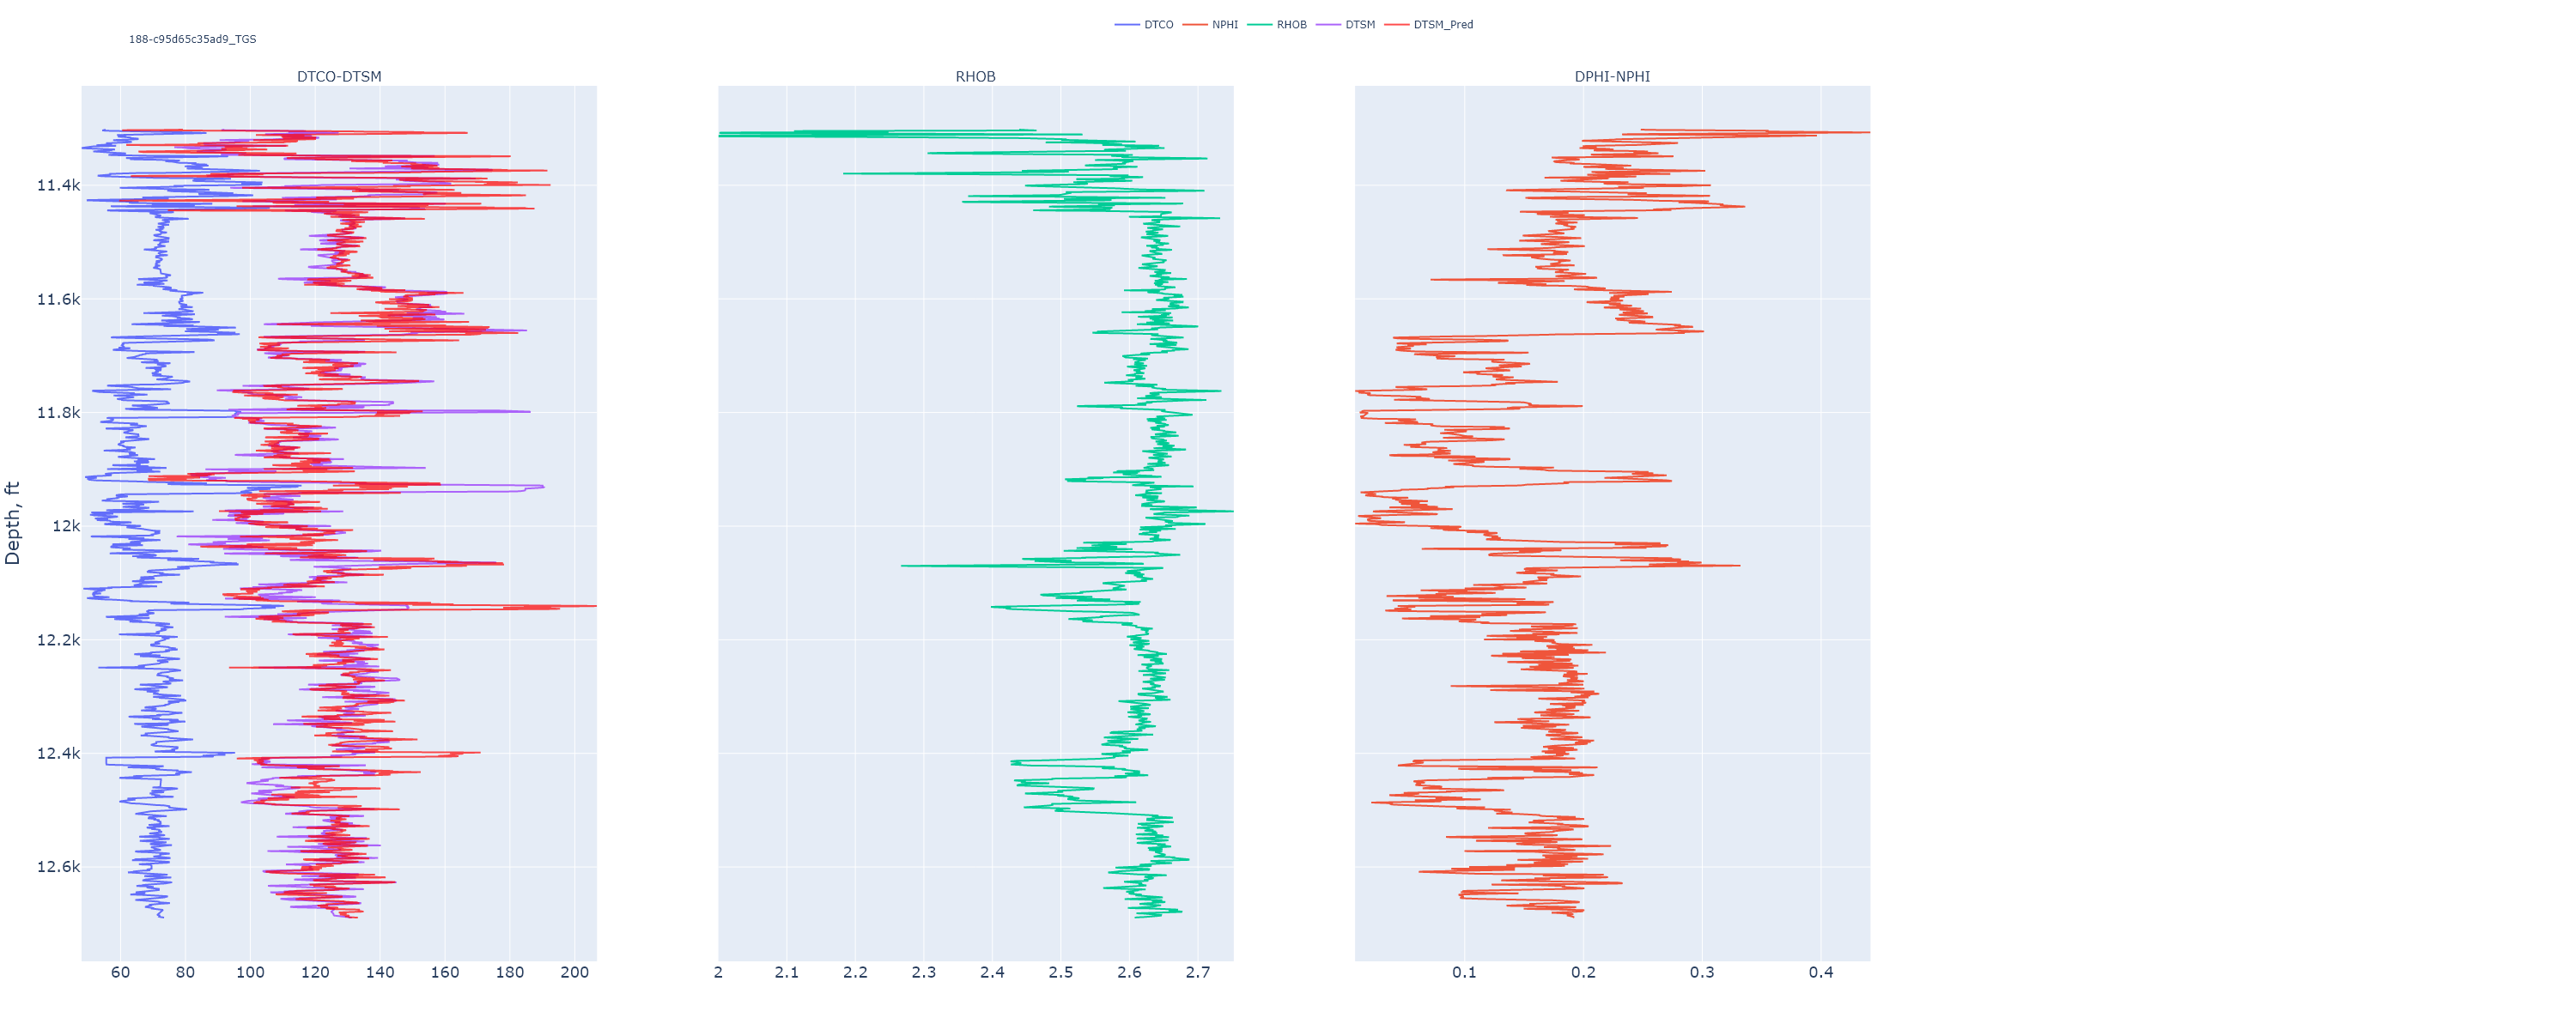 DTCO NPHI RHOB DTSM DTSM_Pred
188-c95d65c35ad9_TGS
DTCO-DTSM RHOB DPHI-NPHI
Depth, ft
11.4k
11.6k
11.8k
12k
12.2k
12.4k
12.6k
60 80 100 120 140 160 180 200 2 2.1 2.2 2.3 2.4 2.5 2.6 2.7 0.1 0.2 0.3 0.4